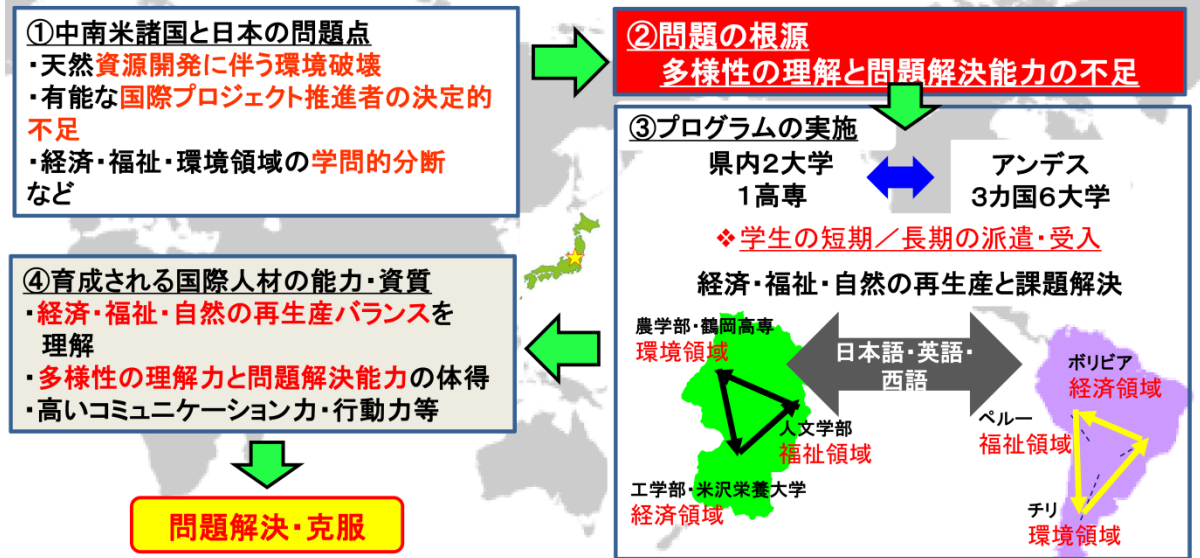 ①中南米諸国と日本の問題点
・天然資源開発に伴う環境破壊
・有能な国際プロジェクト推進者の決定的
不足
・経済・福祉・環境領域の学問的分断
など
②問題の根源
多様性の理解と問題解決能力の不足
③プログラムの実施
県内2大学
1高専
アンデス
3カ国6大学
❖学生の短期／長期の派遣・受入
経済・福祉・自然の再生産と課題解決
農学部・鶴岡高専
環境領域
人文学部
福祉領域
工学部・米沢栄養大学
経済領域
日本語・英語・
西語
ボリビア
経済領域
ペルー
福祉領域
チリ
環境領域
④育成される国際人材の能力・資質
・経済・福祉・自然の再生産バランスを
理解
・多様性の理解力と問題解決能力の体得
・高いコミュニケーション力・行動力等
問題解決・克服